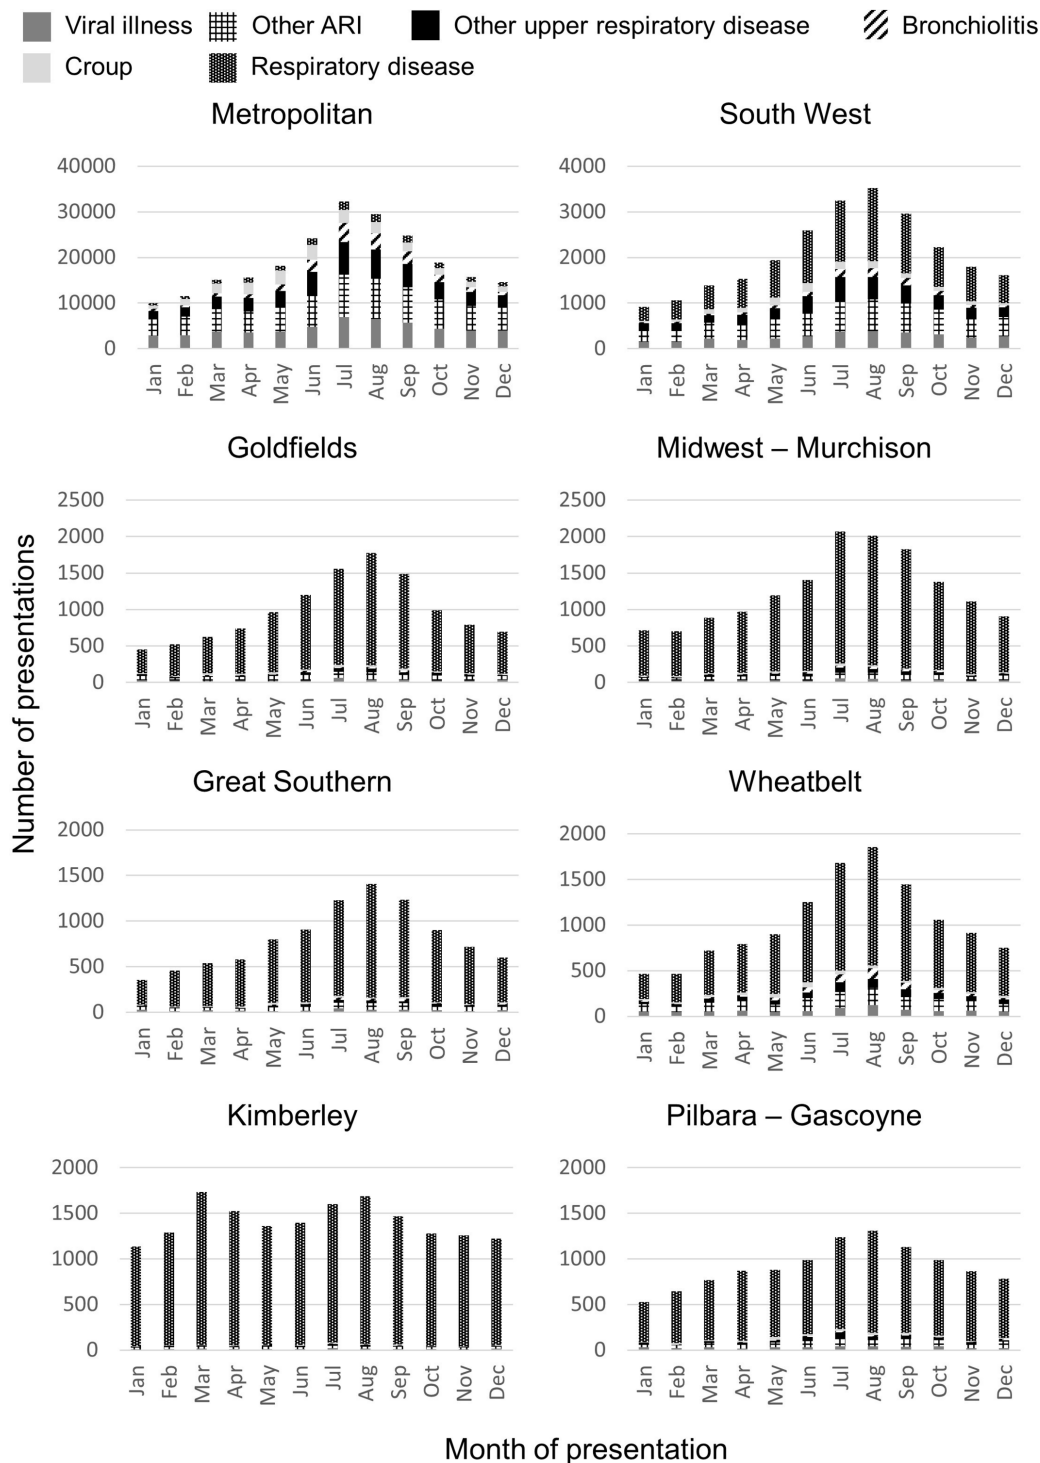 Viral illness Other ARI Other upper respiratory disease Bronchiolitis
Croup Respiratory disease
Metropolitan
40000
30000
20000
10000
0
Jan Feb Mar Apr May Jun Jul Aug Sep Oct Nov Dec
South West
4000
3000
2000
1000
0
Jan Feb Mar Apr May Jun Jul Aug Sep Oct Nov Dec
Number of presentations
Goldfields
2500
2000
1500
1000
500
0
Jan Feb Mar Apr May Jun Jul Aug Sep Oct Nov Dec
Midwest – Murchison
2500
2000
1500
1000
500
0
Jan Feb Mar Apr May Jun Jul Aug Sep Oct Nov Dec
Great Southern
2000
1500
1000
500
0
Jan Feb Mar Apr May Jun Jul Aug Sep Oct Nov Dec
Wheatbelt
2000
1500
1000
500
0
Jan Feb Mar Apr May Jun Jul Aug Sep Oct Nov Dec
Kimberley
2000
1500
1000
500
0
Jan Feb Mar Apr May Jun Jul Aug Sep Oct Nov Dec
Pilbara – Gascoyne
2000
1500
1000
500
0
Jan Feb Mar Apr May Jun Jul Aug Sep Oct Nov Dec
Month of presentation